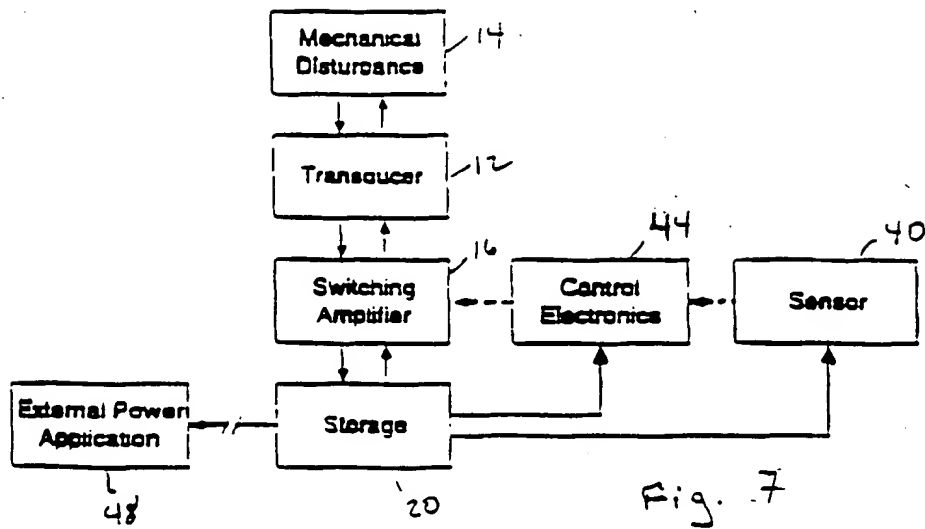 Mechanical
Disturbance
14
Transducer
12
16
Switching
Amplifier
44
Control
Electronics
40
Sensor
External Power
Application
48
Storage
20
Fig. 7